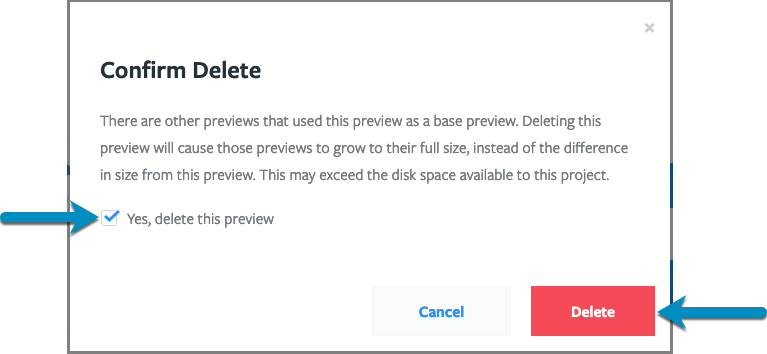 Confirm Delete
There are other previews that used this preview as a base preview. Deleting this
preview will cause those previews to grow to their full size, instead of the difference
in size from this preview. This may exceed the disk space available to this project.
Yes, delete this preview
Cancel
Delete